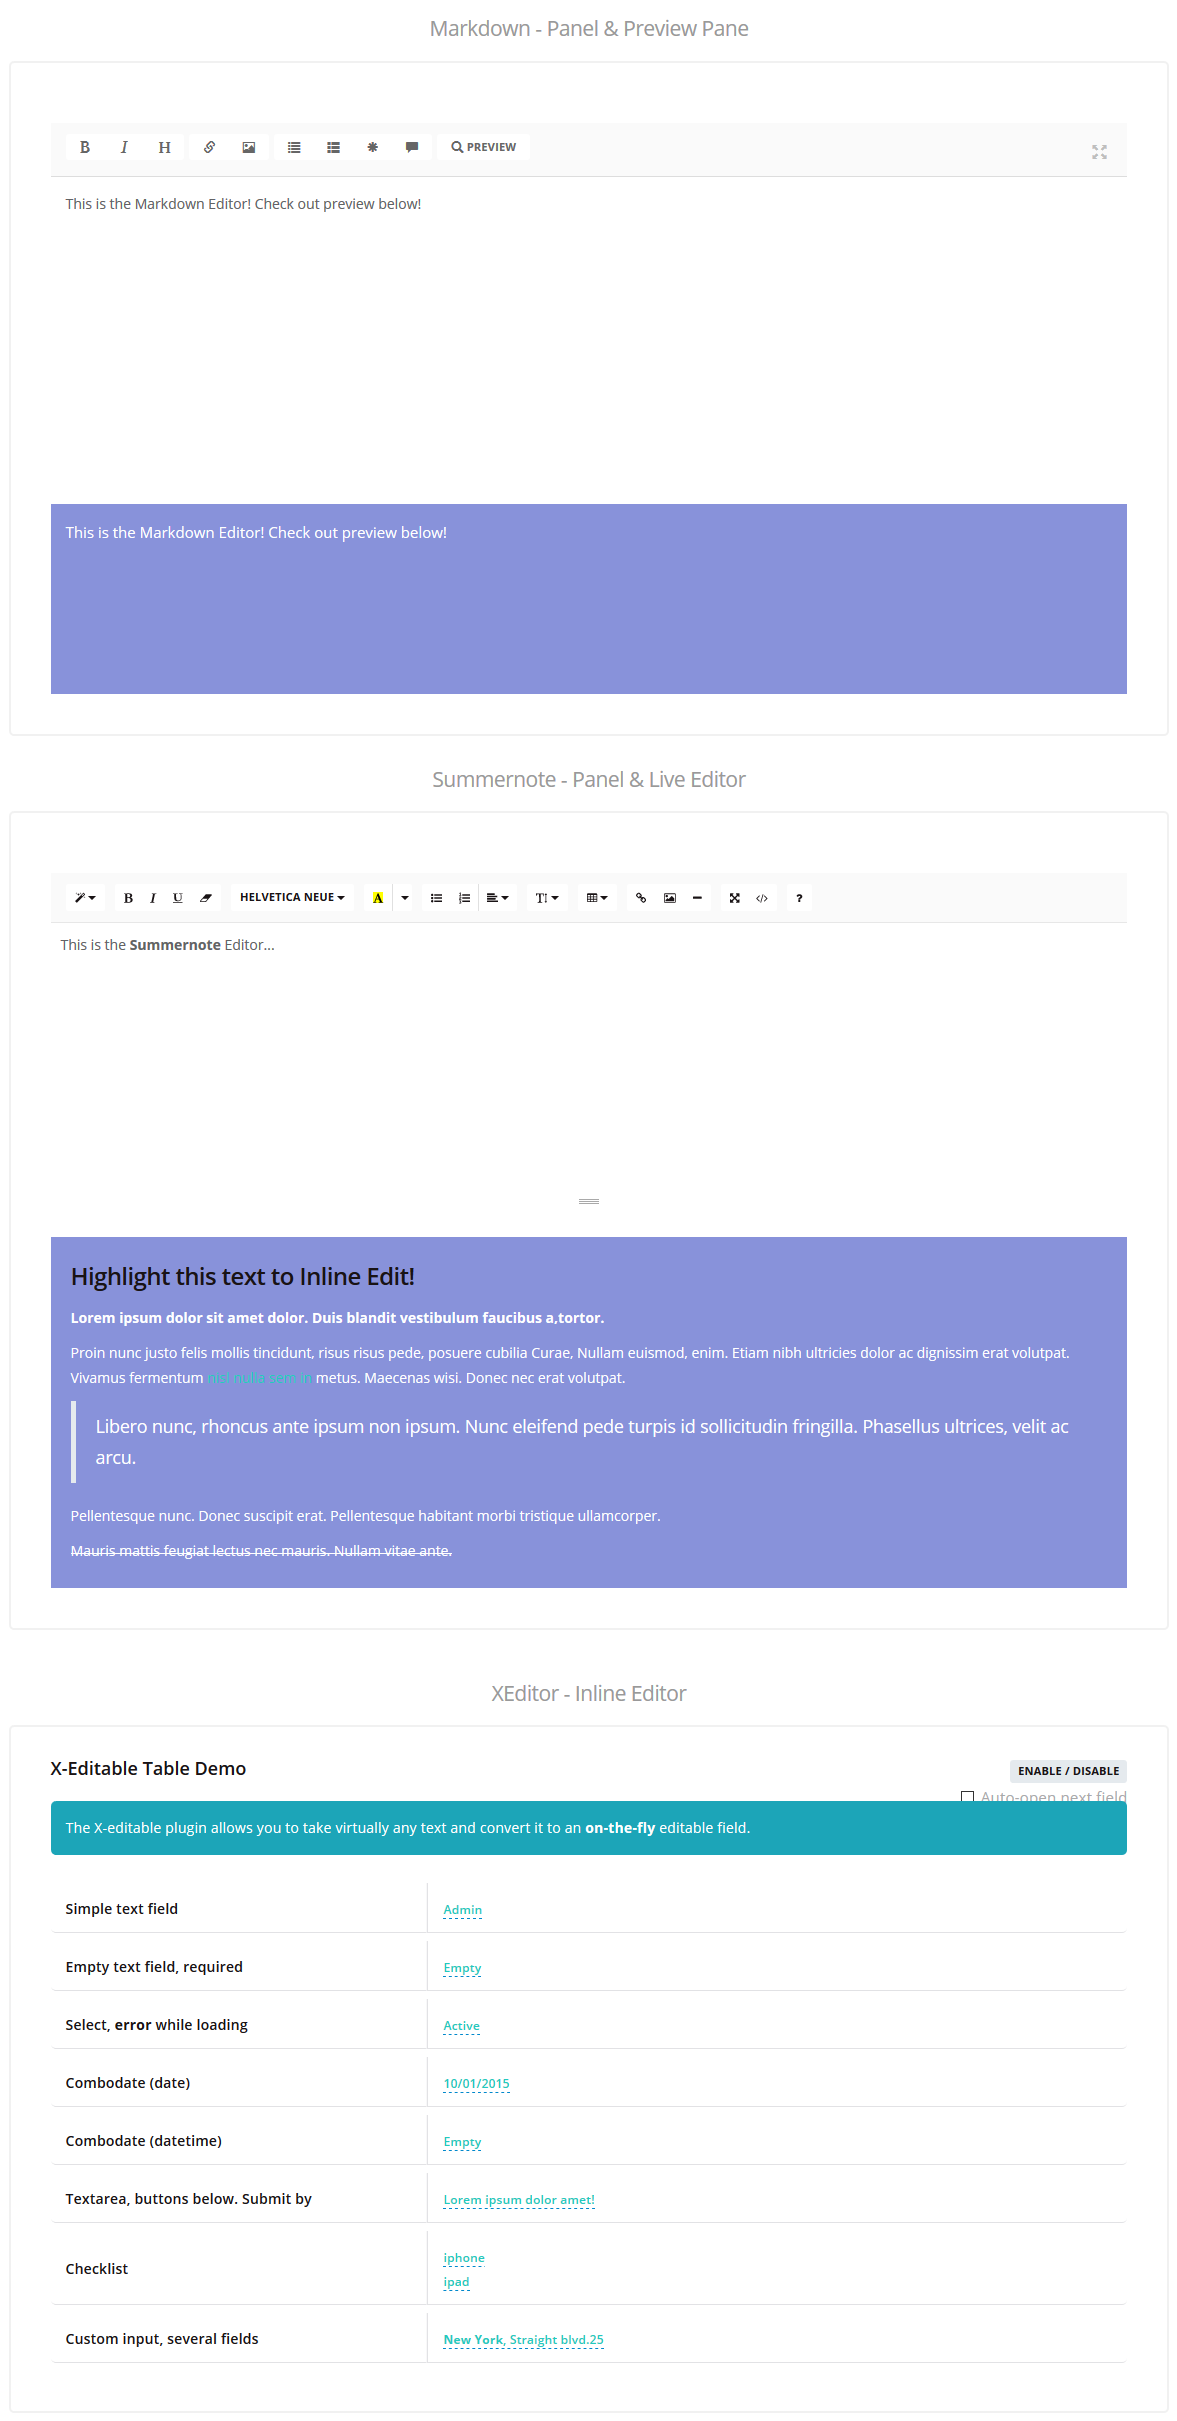 Markdown - Panel & Preview Pane
B I H PREVIEW
This is the Markdown Editor! Check out preview below!
This is the Markdown Editor! Check out preview below!
Summernote - Panel & Live Editor
B I U HELVETICA NEUE A T ?
This is the Summernote Editor...
Highlight this text to Inline Edit!
Lorem ipsum dolor sit amet dolor. Duis blandit vestibulum faucibus a,tortor.
Proin nunc justo felis mollis tincidunt, risus risus pede, posuere cubilia Curae, Nullam euismod, enim. Etiam nibh ultricies dolor ac dignissim erat volutpat.
Vivamus fermentum nisl nulla sem in metus. Maecenas wisi. Donec nec erat volutpat.
Libero nunc, rhoncus ante ipsum non ipsum. Nunc eleifend pede turpis id sollicitudin fringilla. Phasellus ultrices, velit ac
arcu.
Pellentesque nunc. Donec suscipit erat. Pellentesque habitant morbi tristique ullamcorper.
Mauris mattis feugiat lectus nec mauris. Nullam vitae ante.
XEditor - Inline Editor
X-Editable Table Demo
ENABLE / DISABLE
Auto-open next field
The X-editable plugin allows you to take virtually any text and convert it to an on-the-fly editable field.
Simple text field
Admin
Empty text field, required
Empty
Select, error while loading
Active
Combodate (date)
10/01/2015
Combodate (datetime)
Empty
Textarea, buttons below. Submit by
Lorem ipsum dolor amet!
Checklist
iphone
ipad
Custom input, several fields
New York, Straight blvd.25